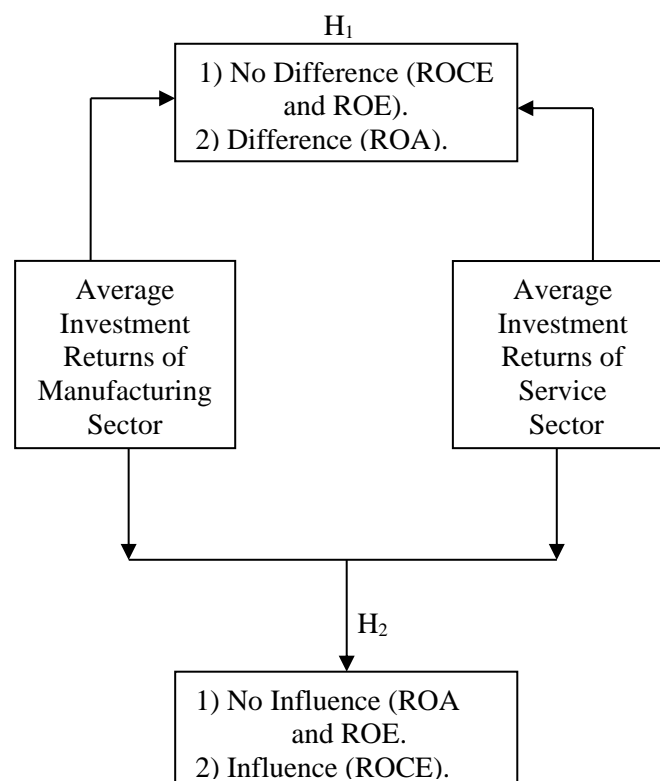 H₁
1) No Difference (ROCE
and ROE).
2) Difference (ROA).
Average
Investment
Returns of
Manufacturing
Sector
Average
Investment
Returns of
Service
Sector
H₂
1) No Influence (ROA
and ROE.
2) Influence (ROCE).